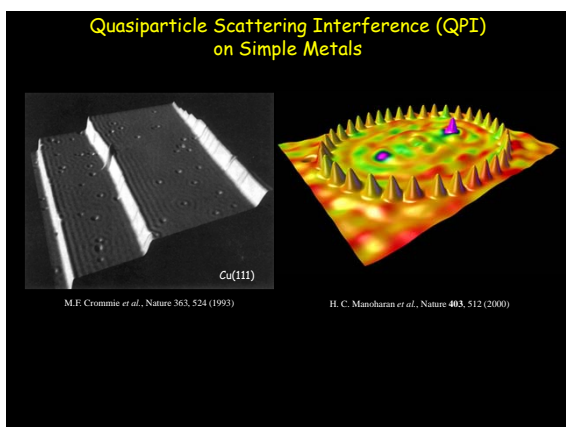 Quasiparticle Scattering Interference (QPI)
on Simple Metals
Cu(111)
M.F. Crommie et al., Nature 363, 524 (1993)
H. C. Manoharan et al., Nature 403, 512 (2000)